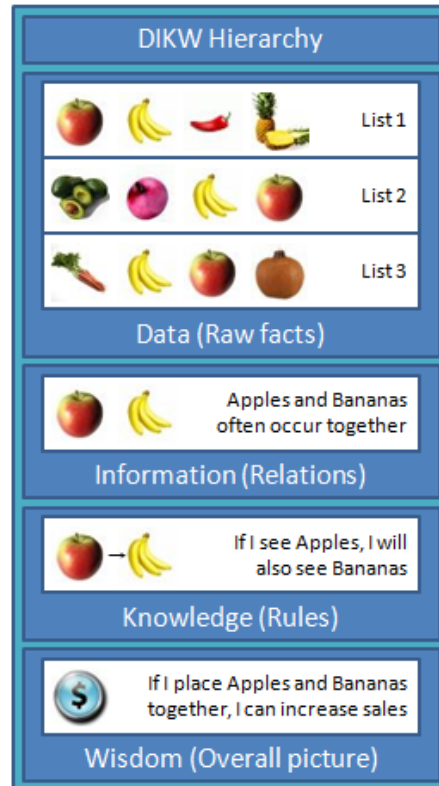 DIKW Hierarchy
List 1
List 2
List 3
Data (Raw facts)
Apples and Bananas
often occur together
Information (Relations)
If I see Apples, I will
also see Bananas
Knowledge (Rules)
$
If I place Apples and Bananas
together, I can increase sales
Wisdom (Overall picture)